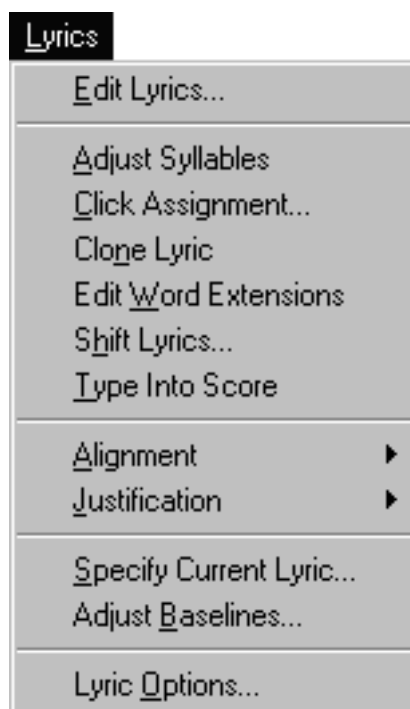 Lyrics
Edit Lyrics...
Adjust Syllables
Click Assignment...
Clone Lyric
Edit Word Extensions
Shift Lyrics...
Type Into Score
Alignment
Justification
Specify Current Lyric...
Adjust Baselines...
Lyric Options...